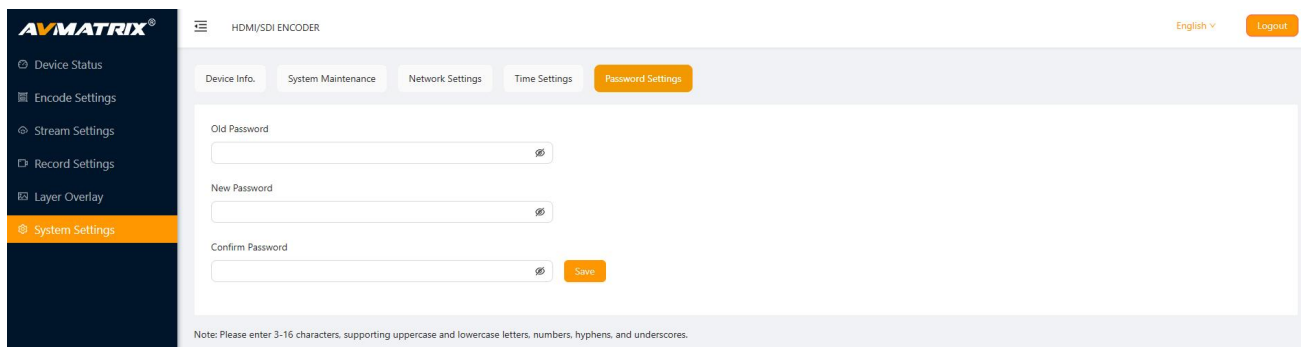 AVMATRIX®
HDMI/SDI ENCODER
English
Logout
Device Status
Encode Settings
Stream Settings
Record Settings
Layer Overlay
System Settings
Device Info.
System Maintenance
Network Settings
Time Settings
Password Settings
Old Password
New Password
Confirm Password
Save
Note: Please enter 3-16 characters, supporting uppercase and lowercase letters, numbers, hyphens, and underscores.